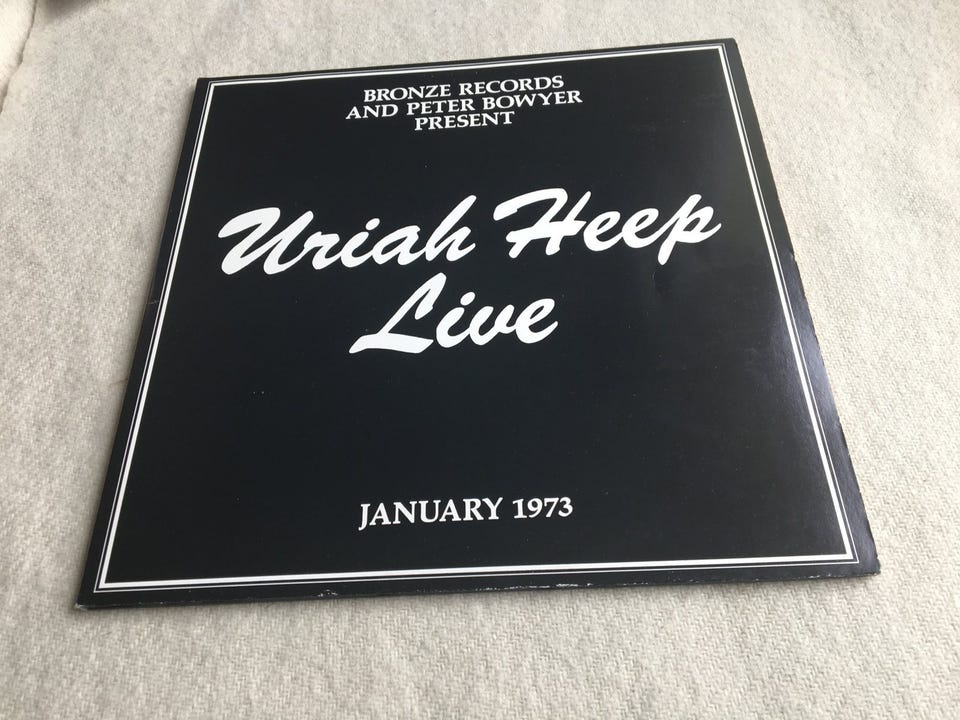 BRONZE RECORDS
AND PETER BOWYER
PRESENT
Uriah Heep
Live
JANUARY 1973